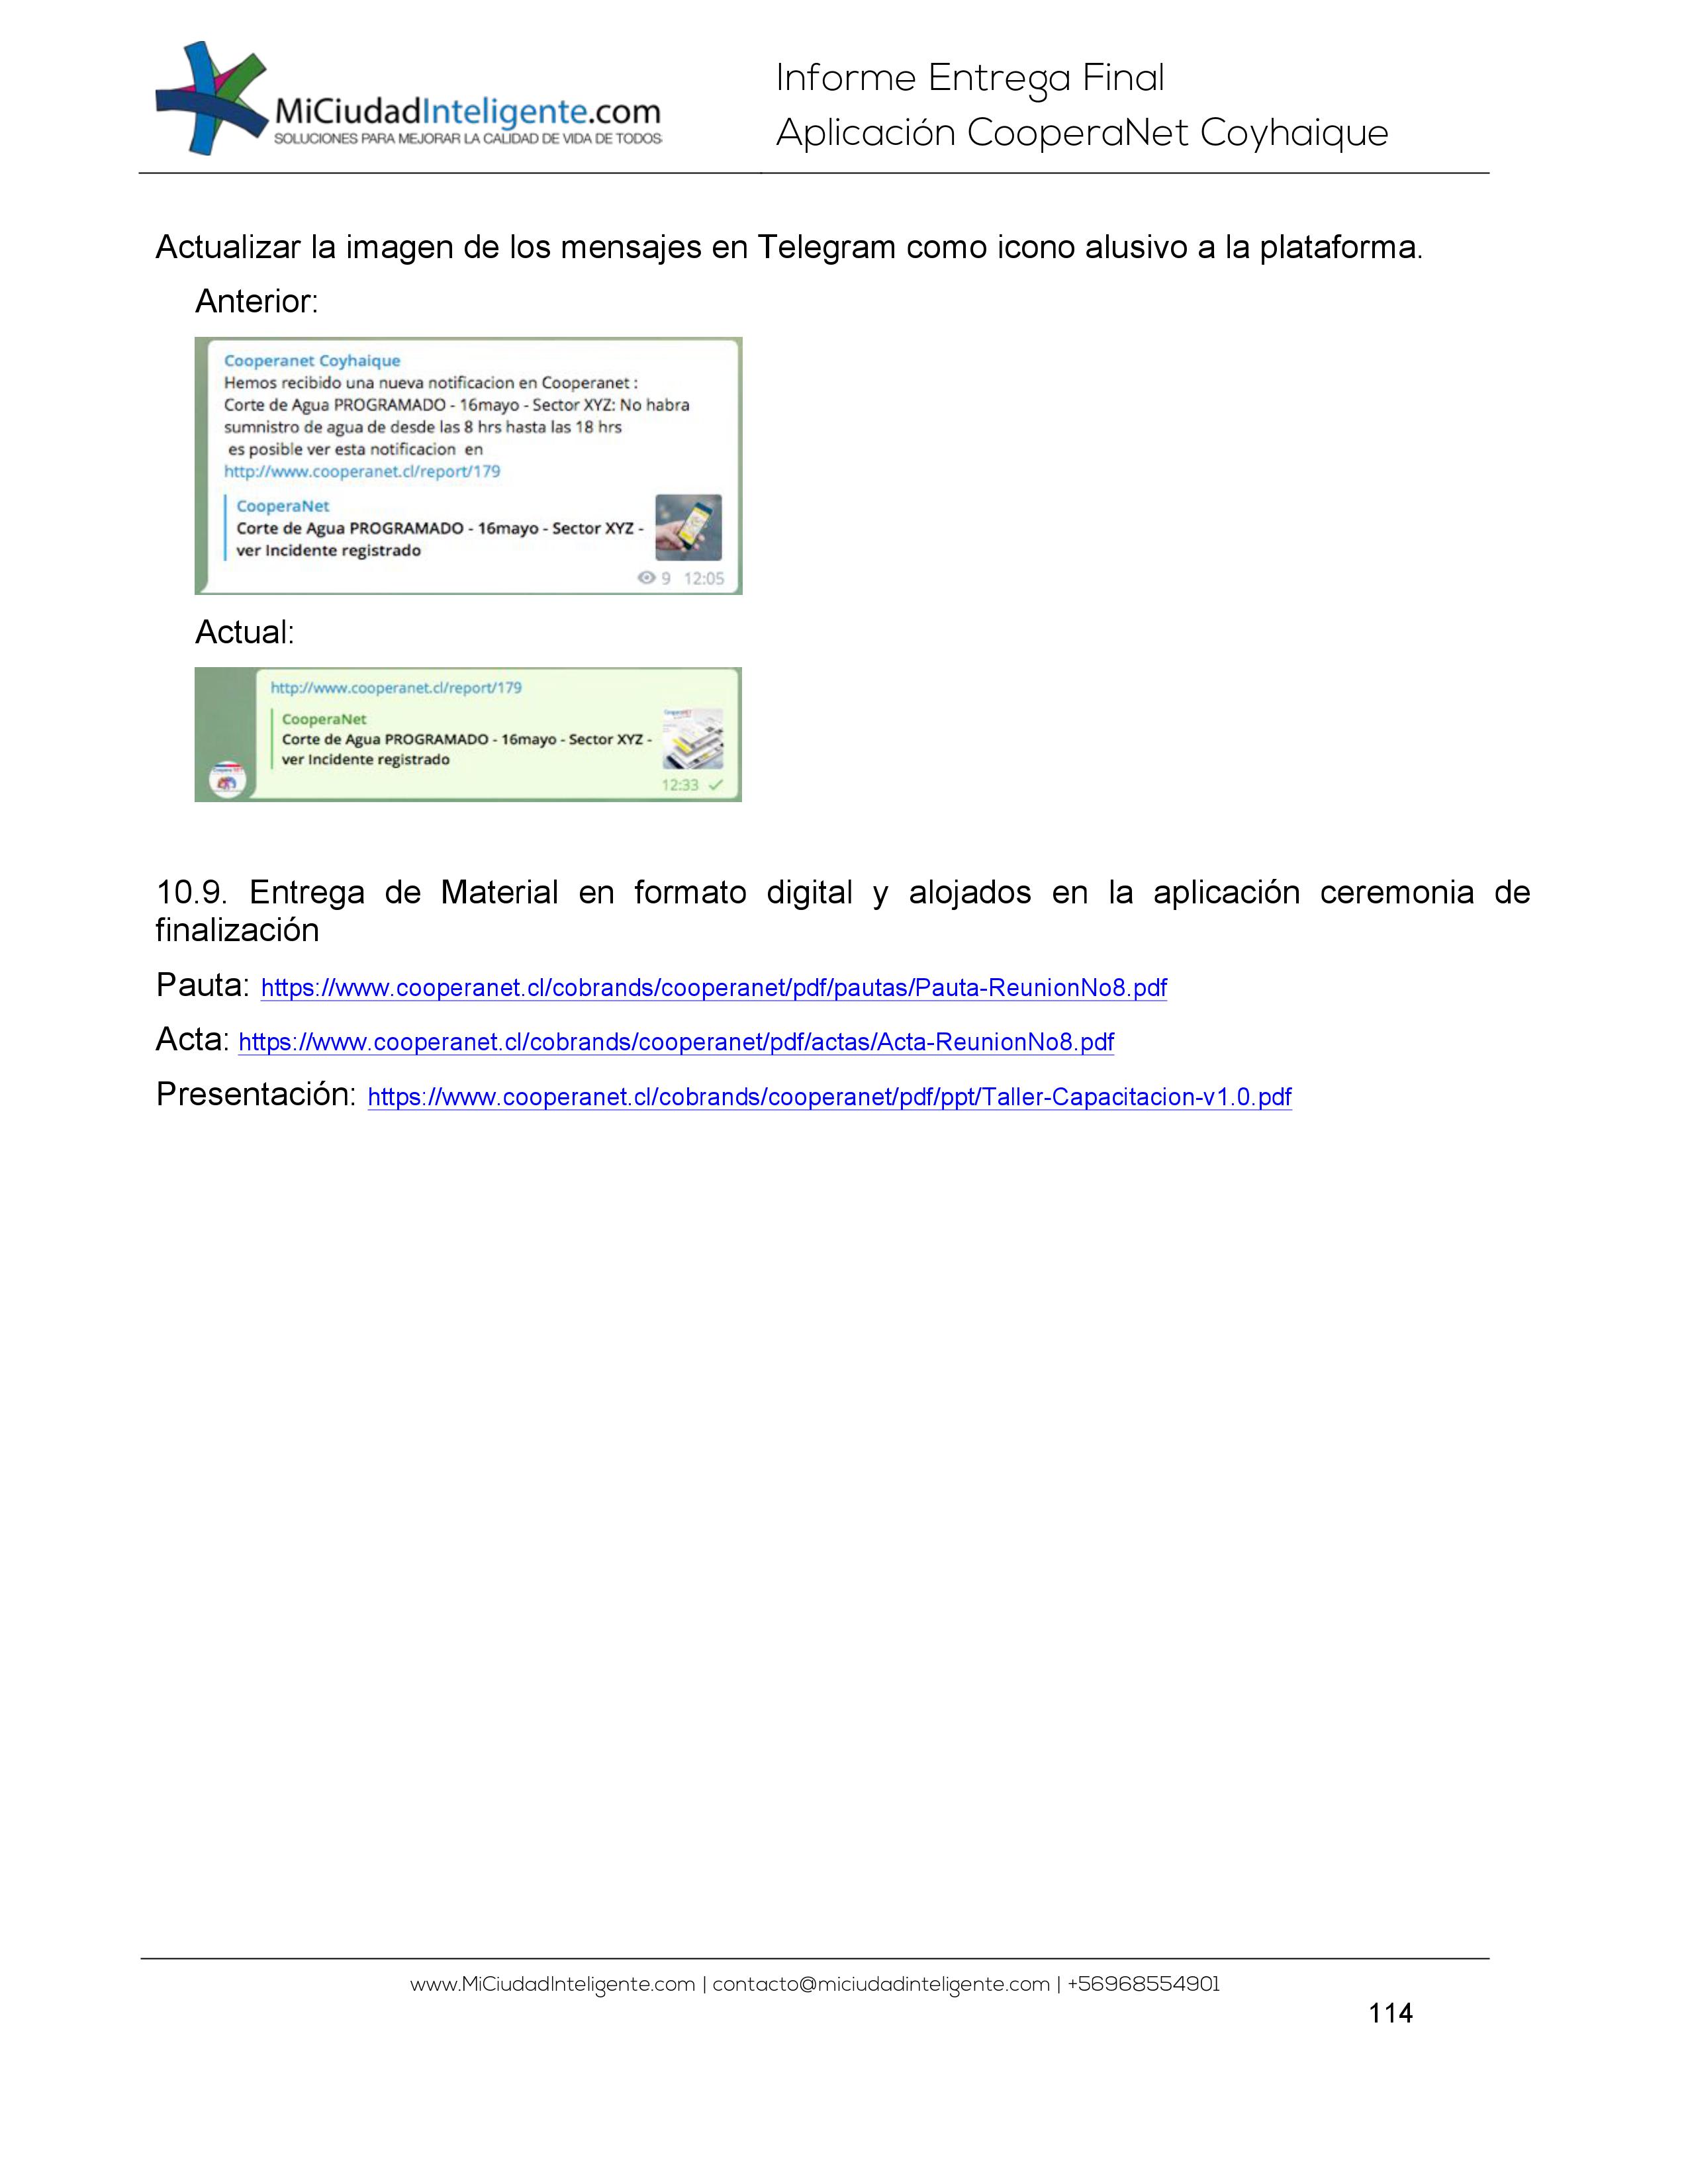 MiCiudadInteligente.com
SOLUCIONES PARA MEJORAR LA CALIDAD DE VIDA DE TODOS
Informe Entrega Final
Aplicación CooperaNet Coyhaique
Actualizar la imagen de los mensajes en Telegram como icono alusivo a la plataforma.
Anterior:
Cooperanet Coyhaique
Hemos recibido una nueva notificacion en Cooperanet :
Corte de Agua PROGRAMADO - 16mayo - Sector XYZ: No habra
sumnistro de agua de desde las 8 hrs hasta las 18 hrs
es posible ver esta notificacion en
http://www.cooperanet.cl/report/179
CooperaNet
Corte de Agua PROGRAMADO - 16mayo - Sector XYZ -
ver Incidente registrado
9 12:05
Actual:
http://www.cooperanet.cl/report/179
CooperaNet
Corte de Agua PROGRAMADO - 16mayo - Sector XYZ -
ver Incidente registrado
12:33
10.9. Entrega de Material en formato digital y alojados en la aplicación ceremonia de
finalización
Pauta: https://www.cooperanet.cl/cobrands/cooperanet/pdf/pautas/Pauta-ReunionNo8.pdf
Acta: https://www.cooperanet.cl/cobrands/cooperanet/pdf/actas/Acta-ReunionNo8.pdf
Presentación: https://www.cooperanet.cl/cobrands/cooperanet/pdf/ppt/Taller-Capacitacion-v1.0.pdf
www.MiCiudadInteligente.com | contacto@miciudadinteligente.com | +56968554901
114